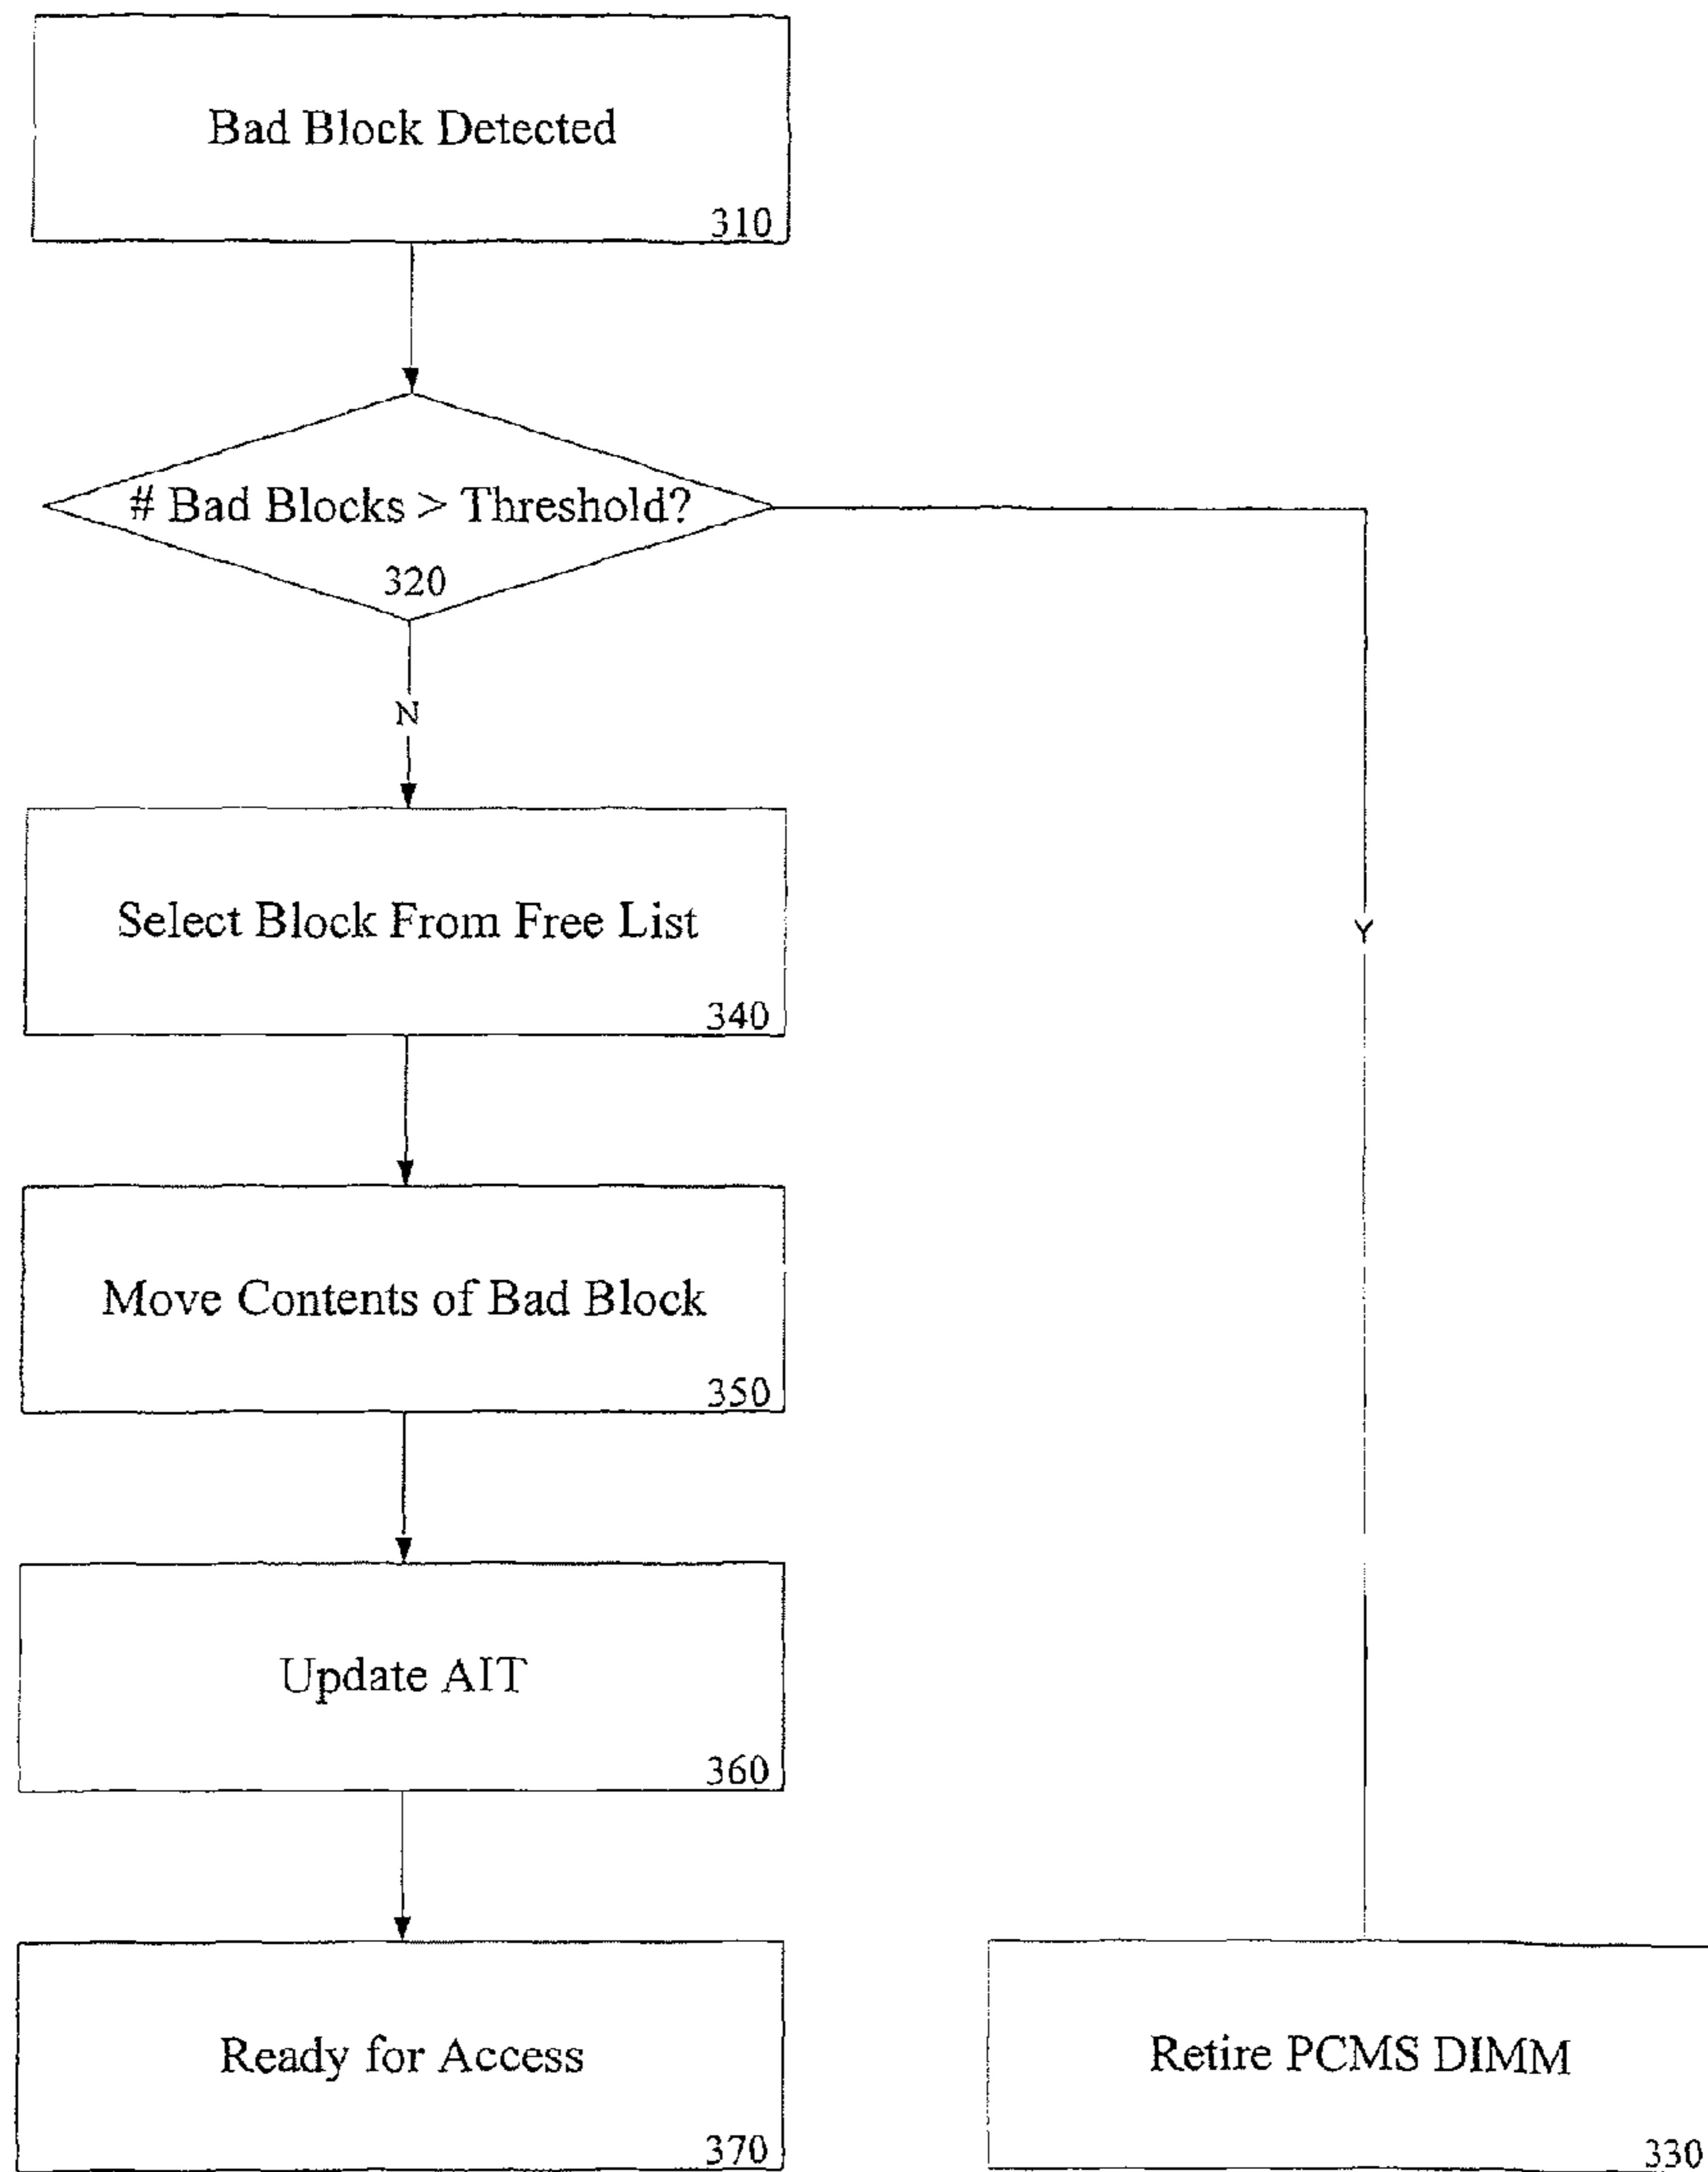 Bad Block Detected
310
# Bad Blocks > Threshold?
320
N
Y
Select Block From Free List
340
Move Contents of Bad Block
350
Update AIT
360
Ready for Access
370
Retire PCMS DIMM
330